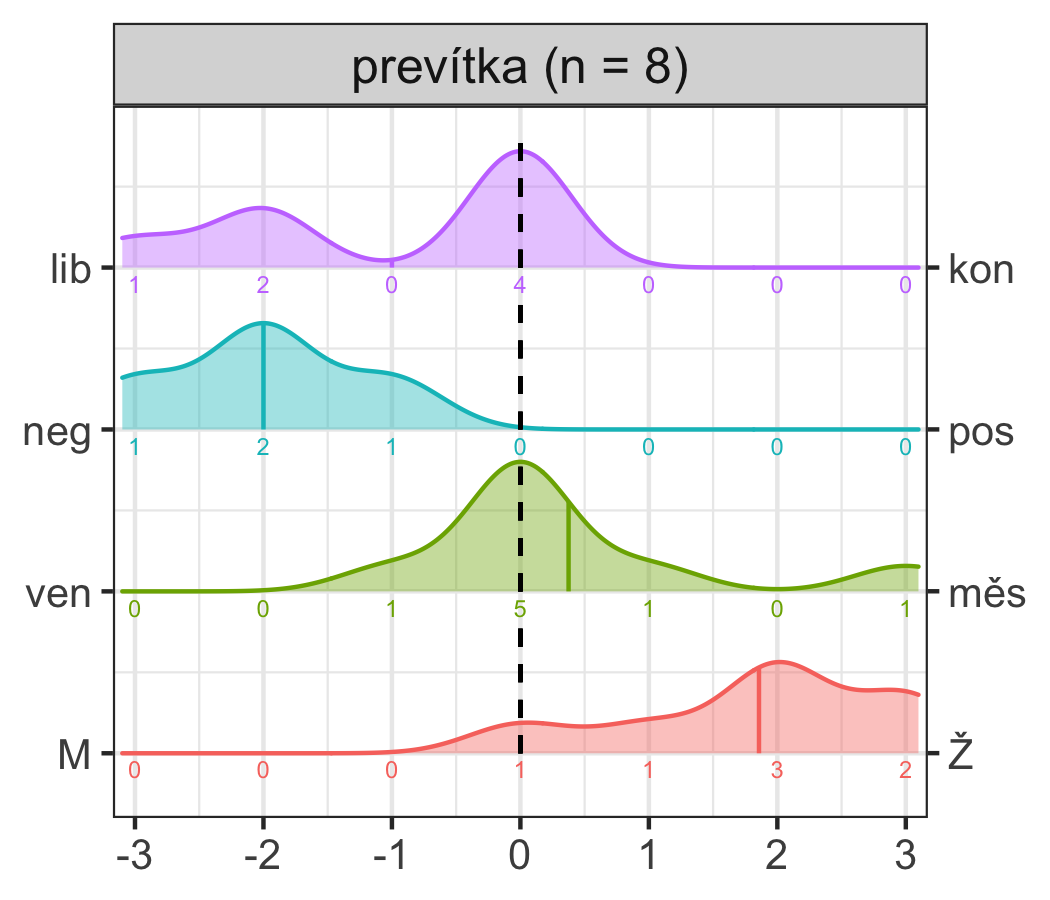 prevítka (n = 8)
lib kon
1 2 0 4 0 0 0
neg pos
1 2 1 0 0 0 0
ven měs
0 0 1 5 1 0 1
M Ž
0 0 0 1 1 3 2
-3 -2 -1 0 1 2 3